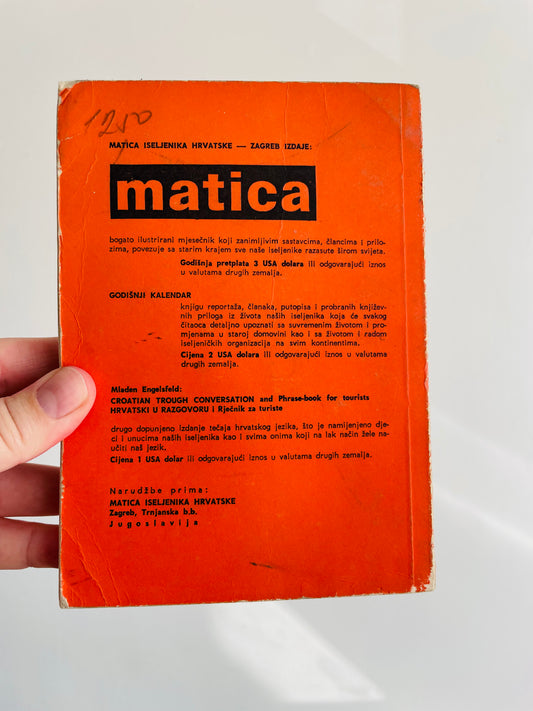 1250
MATICA ISELJENIKA HRVATSKE — ZAGREB IZDAJE:
matica
bogato ilustrirani mjesečnik koji zanimljivim sastavcima, člancima i prilo-
zima, povezuje sa starim krajem sve naše iseljenike razasute širom svijeta.
Godišnja pretplata 3 USA dolara ili odgovarajući iznos
u valutama drugih zemalja.
GODIŠNJI KALENDAR
knjigu reportaža, članaka, putopisa i probranih književ-
nih priloga iz života naših iseljenika koja će svakog
čitaoca detaljno upoznati sa suvremenim životom i pro-
mjenama u staroj domovini kao i sa životom i radom
iseljeničkih organizacija na svim kontinentima.
Cijena 2 USA dolara ili odgovarajući iznos u valutama
drugih zemalja.
Mladen Engelsfeld:
CROATIAN TROUGH CONVERSATION and Phrase-book for tourists
HRVATSKI U RAZGOVORU i Rječnik za turiste
drugo dopunjeno izdanje tečaja hrvatskog jezika, što je namijenjeno dje-
ci i unucima naših iseljenika kao i svima onima koji na lak način žele na-
učiti naš jezik.
Cijena 1 USA dolar ili odgovarajući iznos u valutama drugih zemalja.
Narudžbe prima:
MATICA ISELJENIKA HRVATSKE
Zagreb, Trnjanska b.b.
Jugoslavija